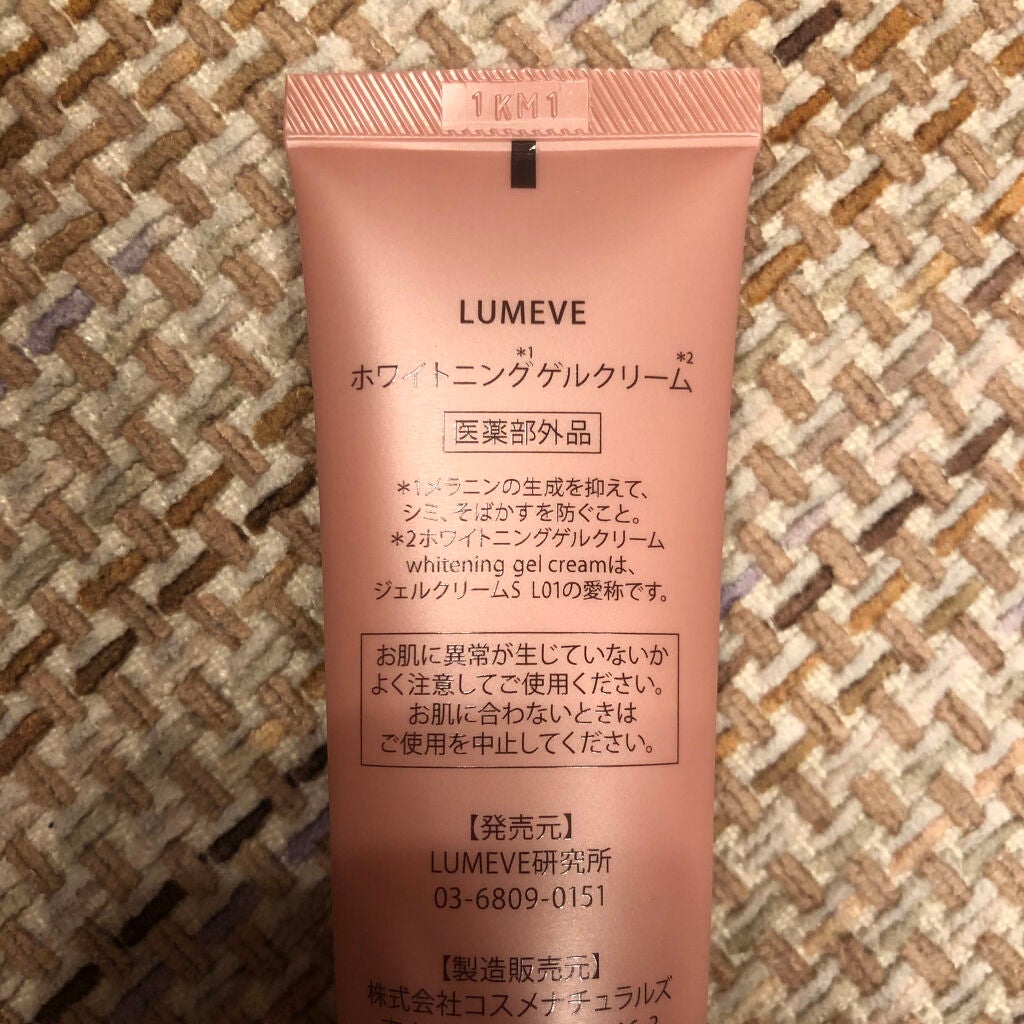 1KM1
LUMEVE
ホワイトニング*1ゲルクリーム*2
医薬部外品
*1メラニンの生成を抑えて、
シミ、そばかすを防ぐこと。
*2ホワイトニングゲルクリーム
whitening gel creamは、
ジェルクリームS L01の愛称です。
お肌に異常が生じていないか
よく注意してご使用ください。
お肌に合わないときは
ご使用を中止してください。
【発売元】
LUMEVE研究所
03-6809-0151
【製造販売元】
株式会社コスメナチュラルズ